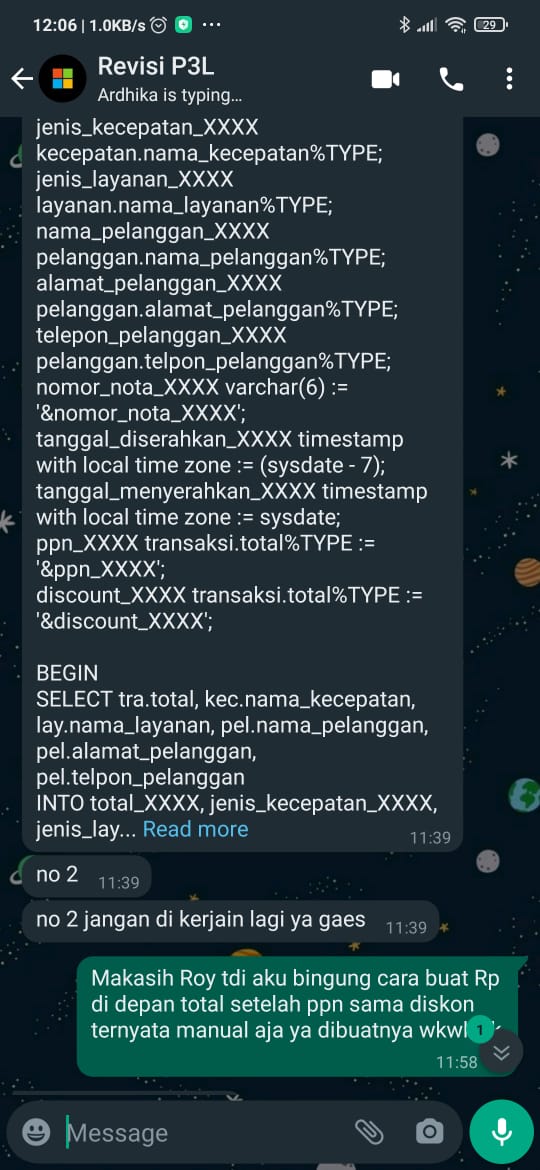 12:06 | 1.0KB/s ...
29
Revisi P3L
Ardhika is typing...
jenis_kecepatan_XXXX
kecepatan.nama_kecepatan%TYPE;
jenis_layanan_XXXX
layanan.nama_layanan%TYPE;
nama_pelanggan_XXXX
pelanggan.nama_pelanggan%TYPE;
alamat_pelanggan_XXXX
pelanggan.alamat_pelanggan%TYPE;
telepon_pelanggan_XXXX
pelanggan.telpon_pelanggan%TYPE;
nomor_nota_XXXX varchar(6) :=
'&nomor_nota_XXXX';
tanggal_diserahkan_XXXX timestamp
with local time zone := (sysdate - 7);
tanggal_menyerahkan_XXXX timestamp
with local time zone := sysdate;
ppn_XXXX transaksi.total%TYPE :=
'&ppn_XXXX';
discount_XXXX transaksi.total%TYPE :=
'&discount_XXXX';
BEGIN
SELECT tra.total, kec.nama_kecepatan,
lay.nama_layanan, pel.nama_pelanggan,
pel.alamat_pelanggan,
pel.telpon_pelanggan
INTO total_XXXX, jenis_kecepatan_XXXX,
jenis_lay... Read more
11:39
no 2
11:39
no 2 jangan di kerjain lagi ya gaes
11:39
Makasih Roy tdi aku bingung cara buat Rp
di depan total setelah ppn sama diskon
ternyata manual aja ya dibuatnya
1
11:58
Message